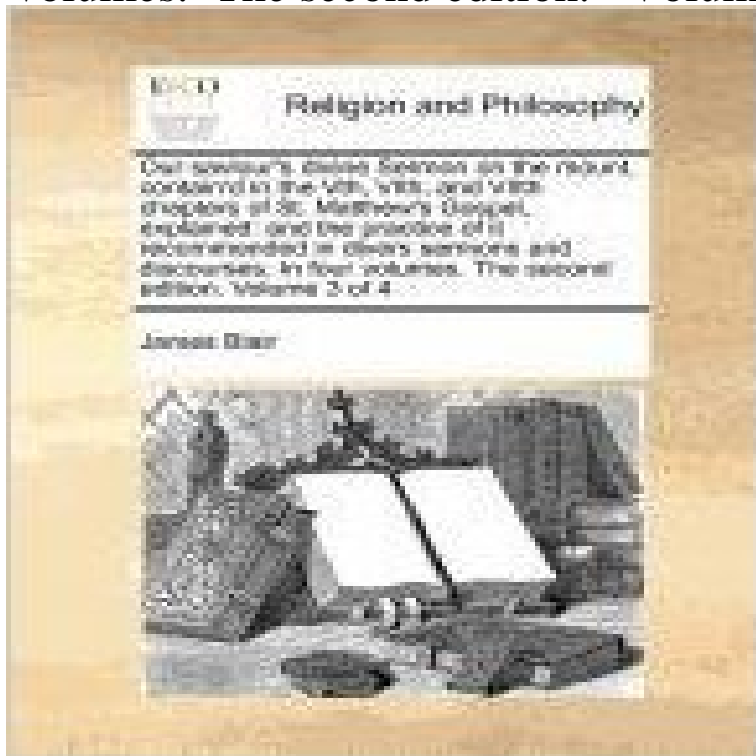 volumes. The second edition. Volum
ECCO
Religion and Philosophy
Our saviour's divine Sermon on the mount,
contain'd in the Vth, VIth, and VIIth
chapters of St. Matthew's Gospel,
explained: and the practice of it
recommended in divers sermons and
discourses. In four volumes. The second
edition. Volume 3 of 4
James Blair